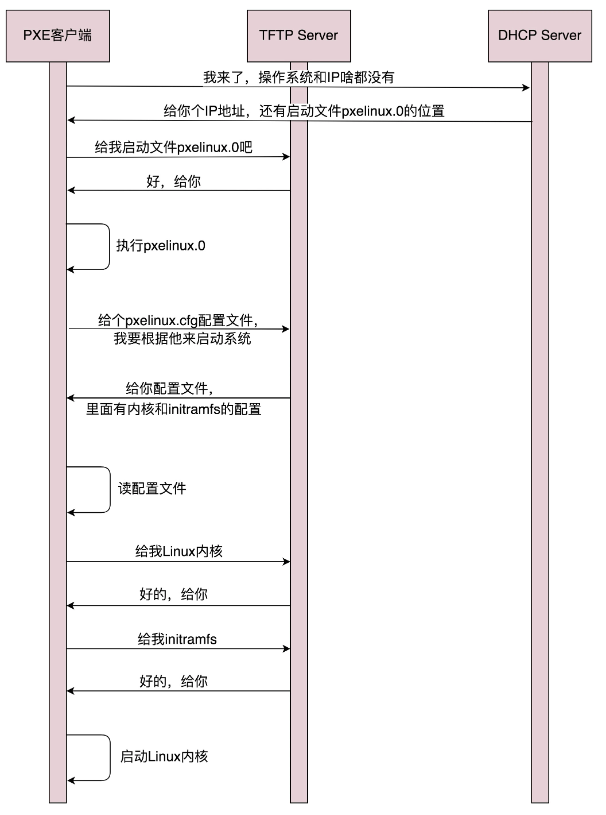 PXE客户端
TFTP Server
DHCP Server
我来了，操作系统和IP啥都没有
给你个IP地址，还有启动文件pxelinux.0的位置
给我启动文件pxelinux.0吧
好，给你
执行pxelinux.0
给个pxelinux.cfg配置文件，
我要根据他来启动系统
给你配置文件，
里面有内核和initramfs的配置
读配置文件
给我Linux内核
好的，给你
给我initramfs
好的，给你
启动Linux内核